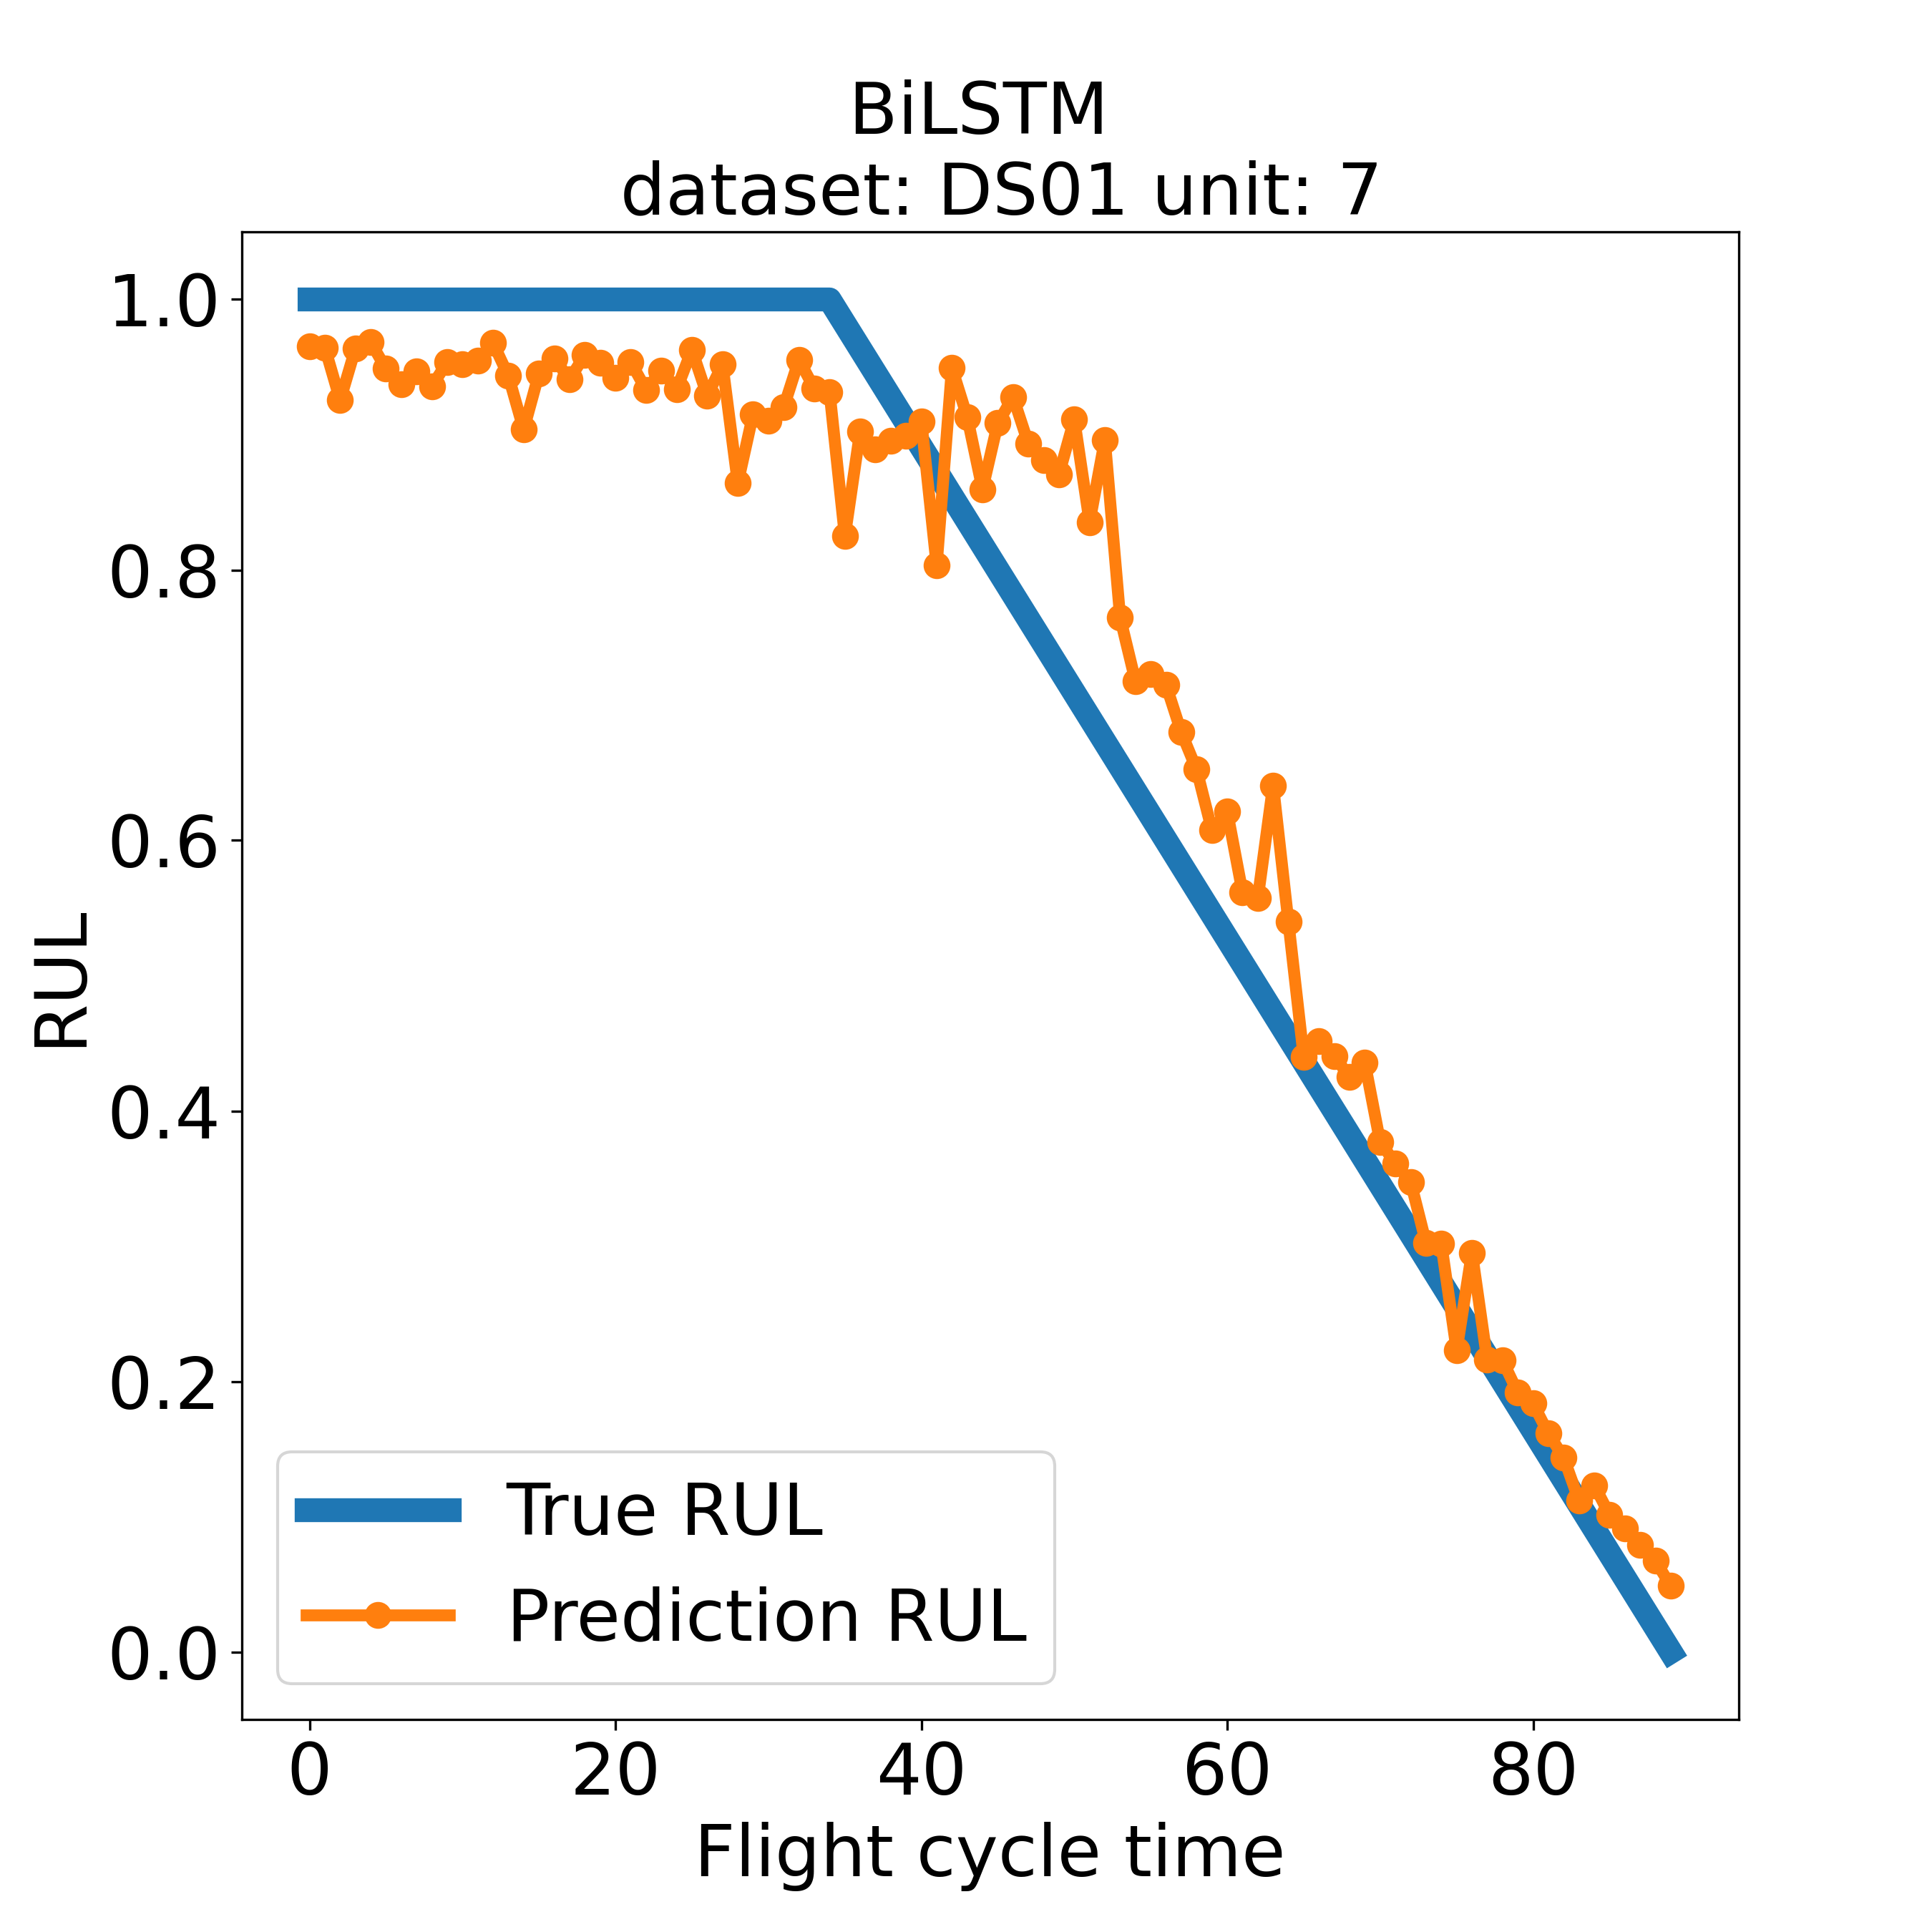 BiLSTM
dataset: DS01 unit: 7
1.0
0.8
0.6
0.4
0.2
0.0
RUL
True RUL
Prediction RUL
0 20 40 60 80
Flight cycle time